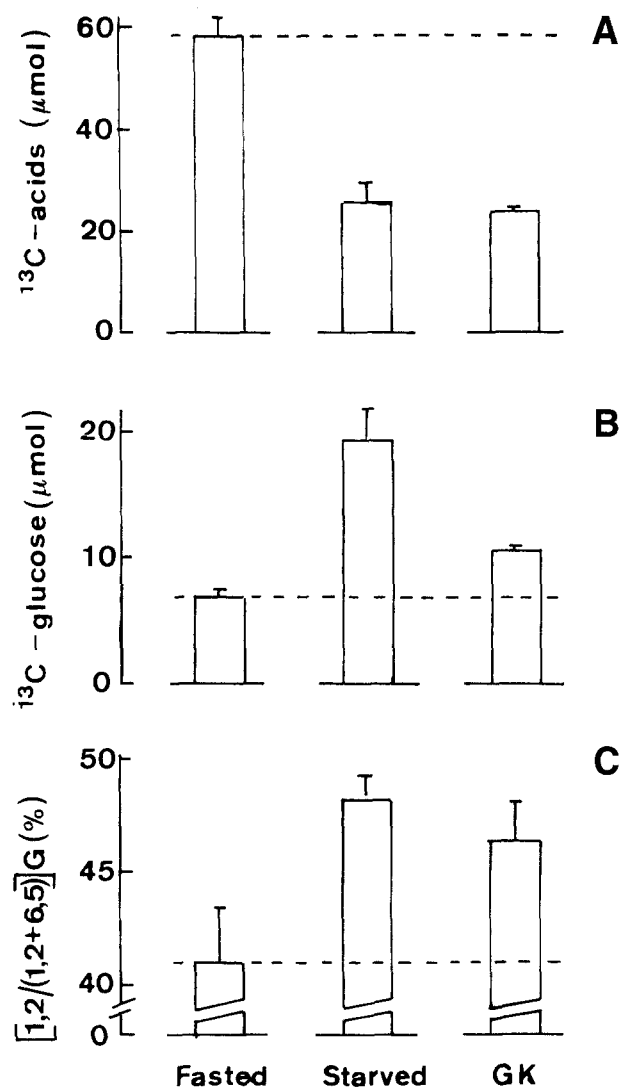 A
¹³C-acids (μmol)
60
40
20
0
B
¹³C-glucose (μmol)
20
10
0
C
[1,2/(1,2+6,5)]G (%)
50
45
40
0
Fasted Starved GK